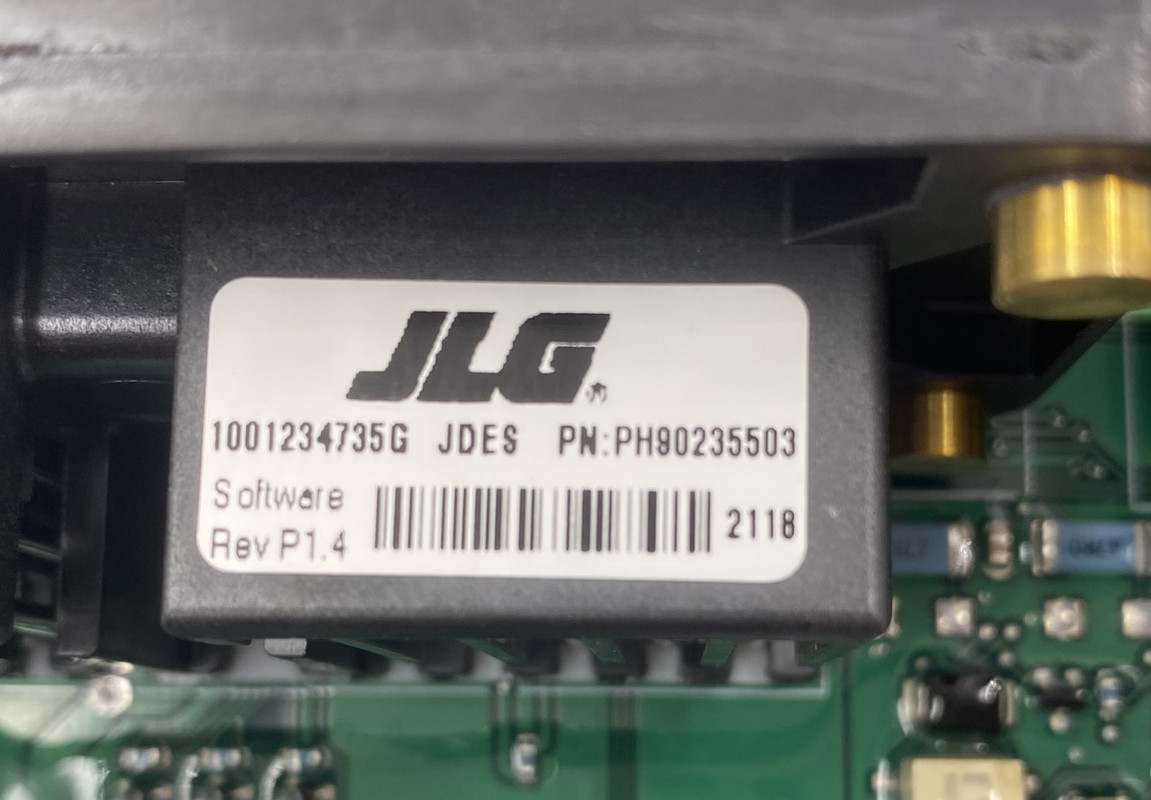 JLG®
1001234735G JDES PN:PH90235503
Software
Rev P1.4
2118